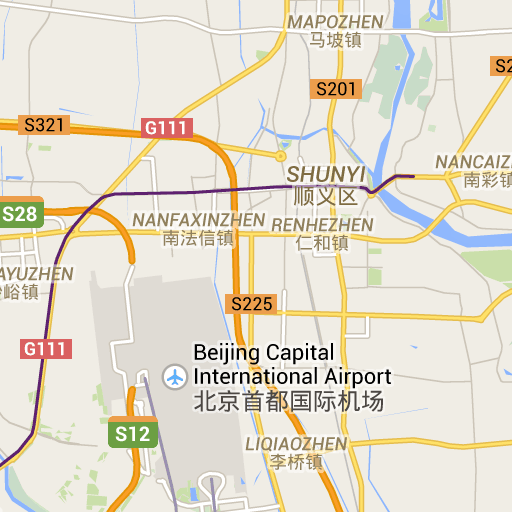 MAPOZHEN
马坡镇
S201
S321
G111
SHUNYI
顺义区
NANCAIZ
南彩镇
S28
NANFAXINZHEN
南法信镇
RENHEZHEN
仁和镇
AYUZHEN
峪镇
S225
G111
Beijing Capital
International Airport
北京首都国际机场
S12
LIQIAOZHEN
李桥镇